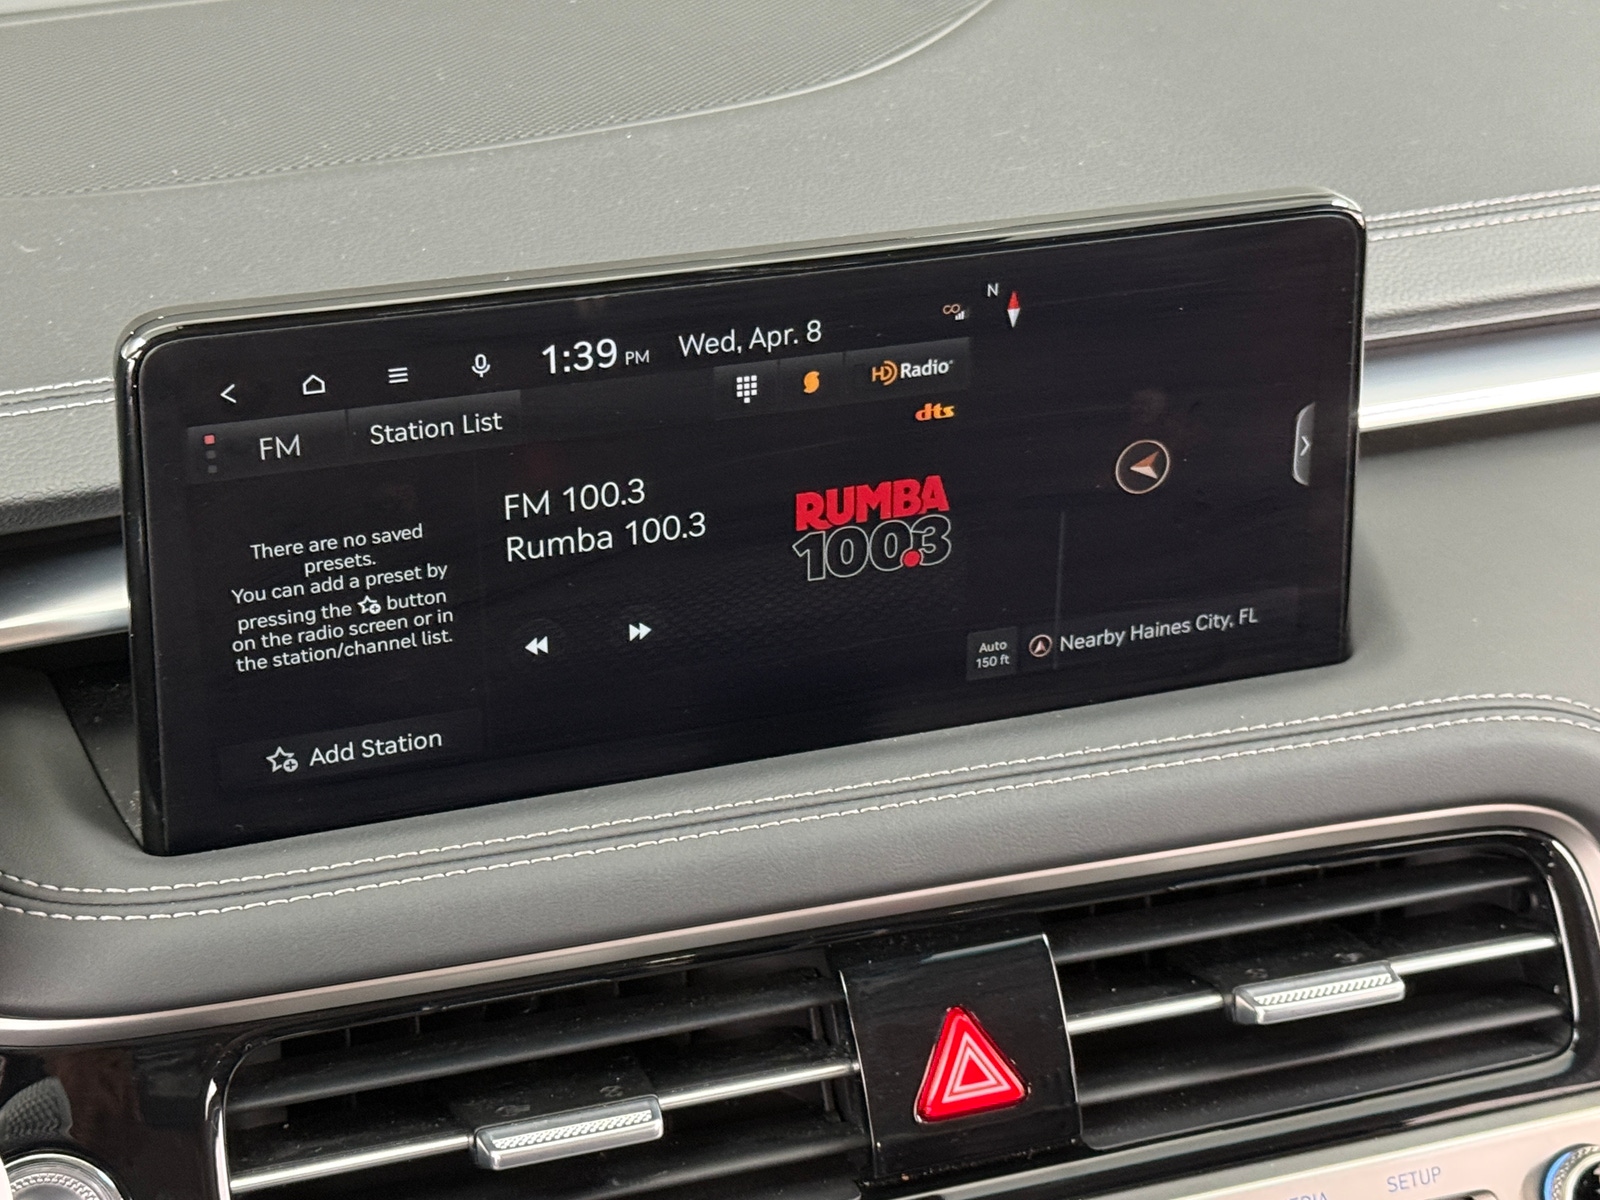 1:39 PM
Wed, Apr. 8
N
FM
Station List
HD Radio
dts
FM 100.3
Rumba 100.3
RUMBA
100.3
There are no saved
presets.
You can add a preset by
pressing the button
on the radio screen or in
the station/channel list.
Add Station
Auto
150 ft
Nearby Haines City, FL
SETUP